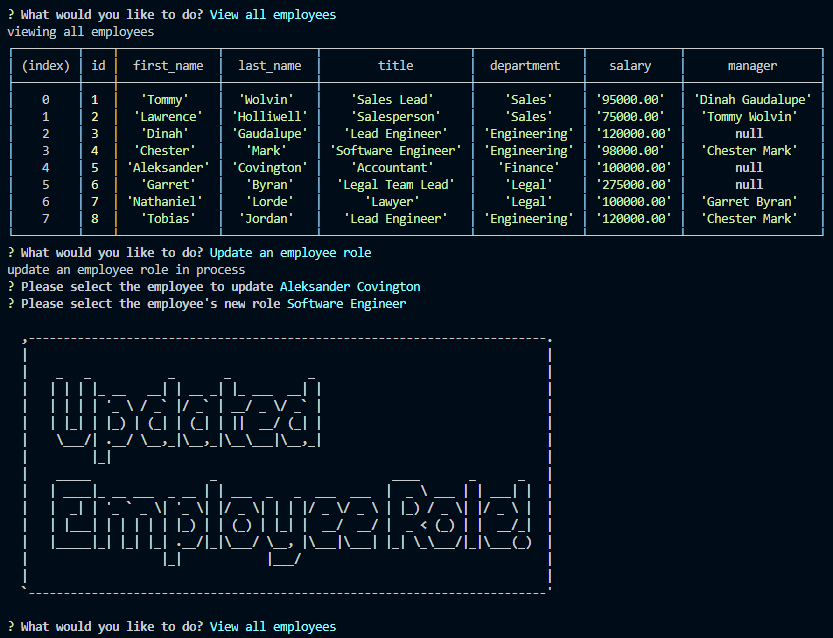 ? What would you like to do? View all employees
viewing all employees
(index) id first_name last_name title department salary manager
0 1 'Tommy' 'Wolvin' 'Sales Lead' 'Sales' '95000.00' 'Dinah Gaudalupe'
1 2 'Lawrence' 'Holliwell' 'Salesperson' 'Sales' '75000.00' 'Tommy Wolvin'
2 3 'Dinah' 'Gaudalupe' 'Lead Engineer' 'Engineering' '120000.00' null
3 4 'Chester' 'Mark' 'Software Engineer' 'Engineering' '98000.00' 'Chester Mark'
4 5 'Aleksander' 'Covington' 'Accountant' 'Finance' '100000.00' null
5 6 'Garret' 'Byran' 'Legal Team Lead' 'Legal' '275000.00' null
6 7 'Nathaniel' 'Lorde' 'Lawyer' 'Legal' '100000.00' 'Garret Byran'
7 8 'Tobias' 'Jordan' 'Lead Engineer' 'Engineering' '120000.00' 'Chester Mark'
? What would you like to do? Update an employee role
update an employee role in process
? Please select the employee to update Aleksander Covington
? Please select the employee's new role Software Engineer
Updated
Employee Role!
? What would you like to do? View all employees